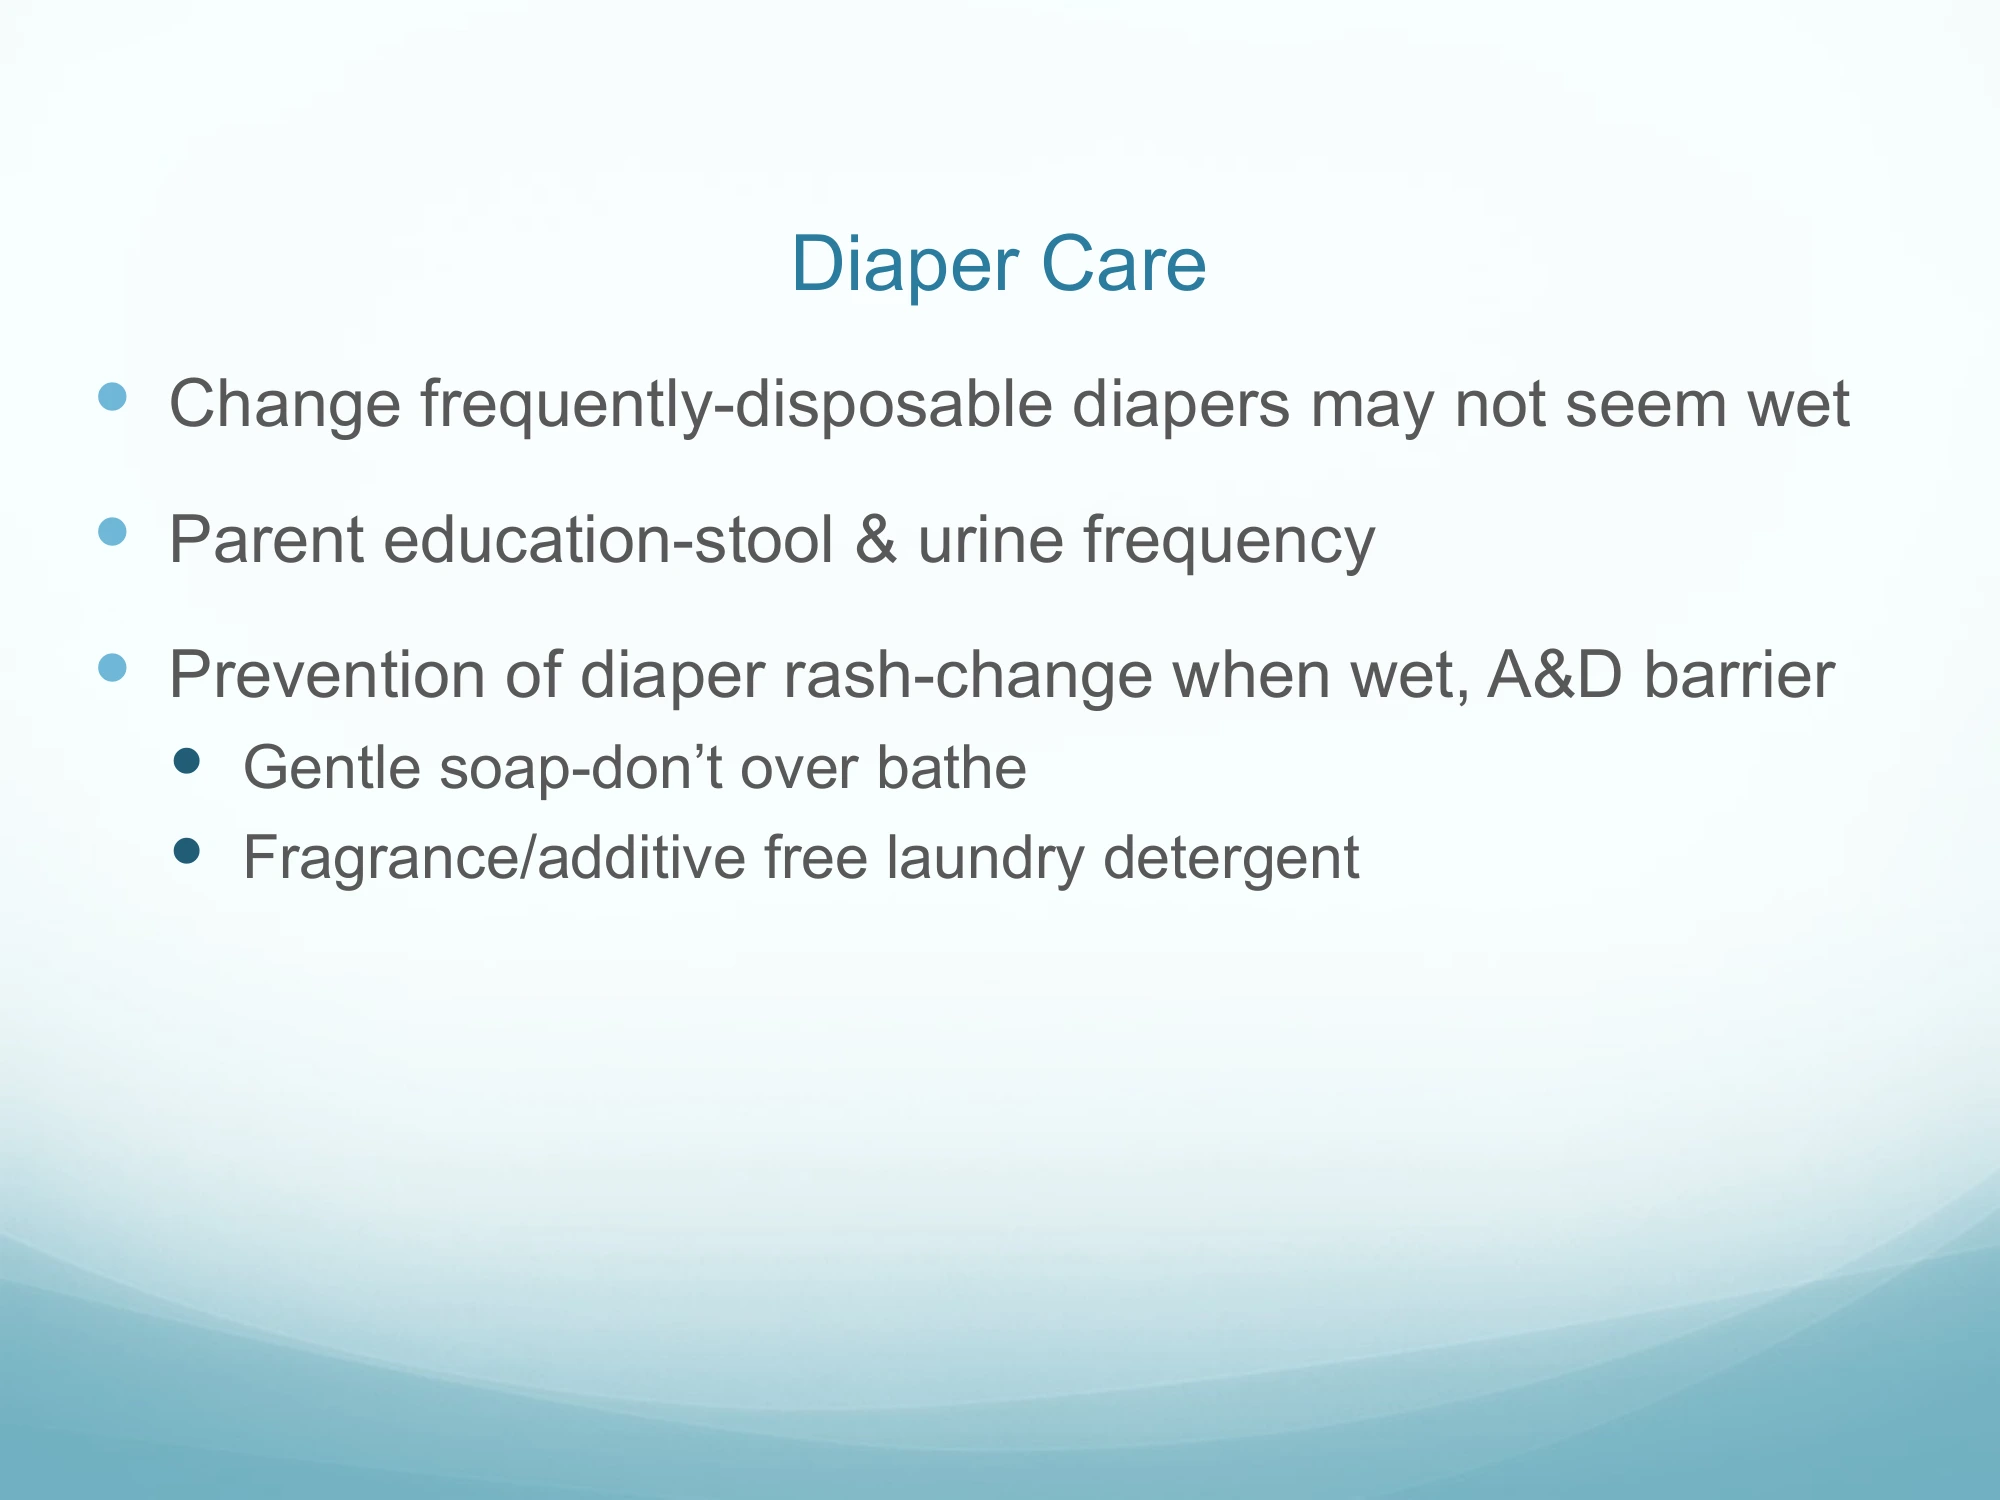 Diaper Care
Change frequently-disposable diapers may not seem wet
Parent education-stool & urine frequency
Prevention of diaper rash-change when wet, A&D barrier
Gentle soap-don’t over bathe
Fragrance/additive free laundry detergent